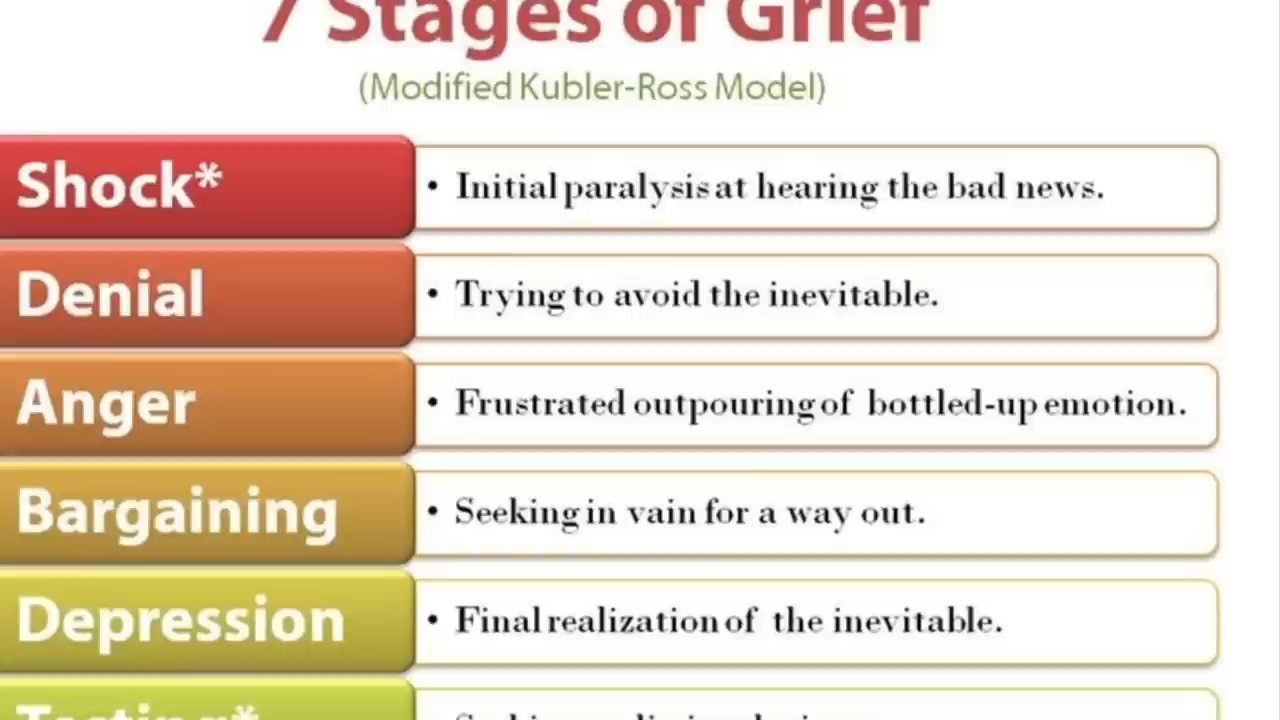 7 Stages of Grief
(Modified Kubler-Ross Model)
Shock*
• Initial paralysis at hearing the bad news.
Denial
• Trying to avoid the inevitable.
Anger
• Frustrated outpouring of bottled-up emotion.
Bargaining
• Seeking in vain for a way out.
Depression
• Final realization of the inevitable.
Testing*